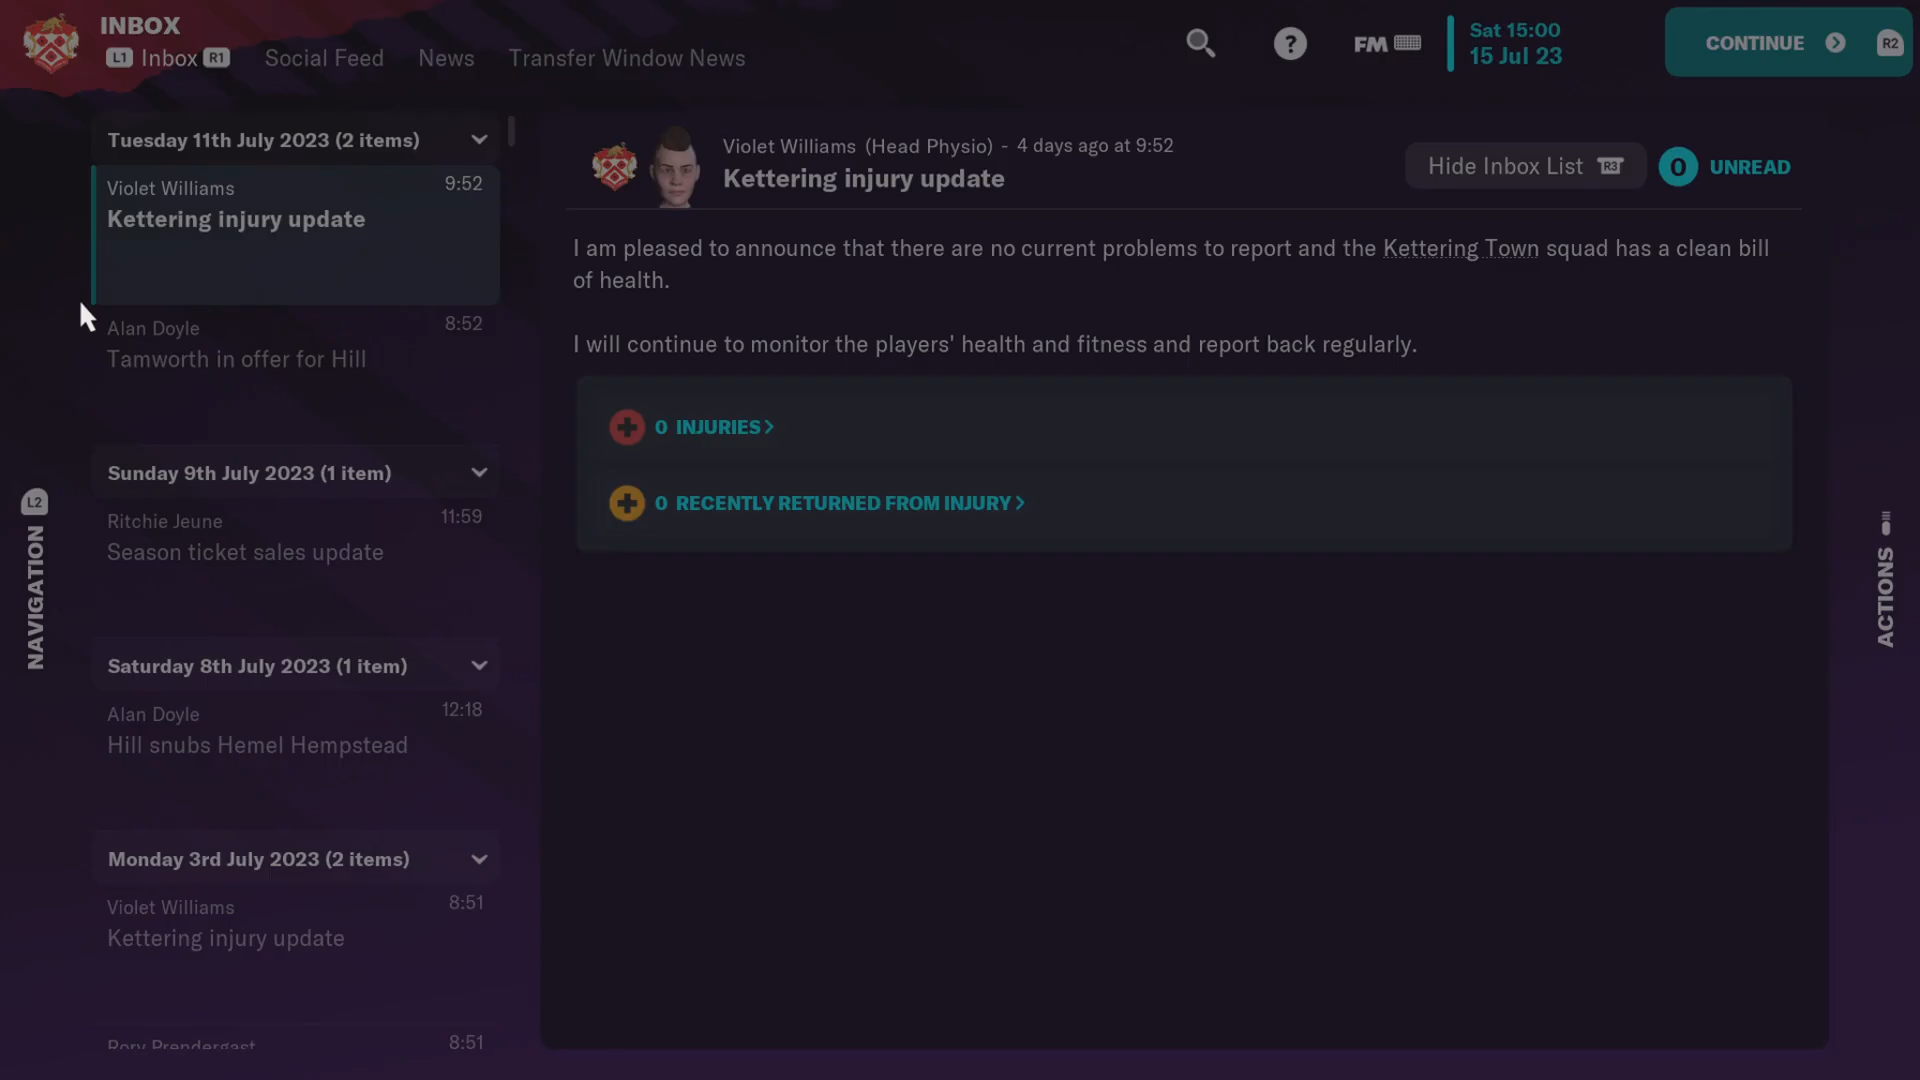 INBOX
L1 Inbox R1 Social Feed News Transfer Window News
FM
Sat 15:00
15 Jul 23
CONTINUE R2
Tuesday 11th July 2023 (2 items)
Violet Williams 9:52
Kettering injury update
Alan Doyle 8:52
Tamworth in offer for Hill
Sunday 9th July 2023 (1 item)
Ritchie Jeune 11:59
Season ticket sales update
Saturday 8th July 2023 (1 item)
Alan Doyle 12:18
Hill snubs Hemel Hempstead
Monday 3rd July 2023 (2 items)
Violet Williams 8:51
Kettering injury update
Rory Prendergast 8:51
L2
NAVIGATION
Violet Williams (Head Physio) - 4 days ago at 9:52
Kettering injury update
Hide Inbox List R3
0 UNREAD
I am pleased to announce that there are no current problems to report and the Kettering Town squad has a clean bill
of health.
I will continue to monitor the players' health and fitness and report back regularly.
0 INJURIES
0 RECENTLY RETURNED FROM INJURY
ACTIONS